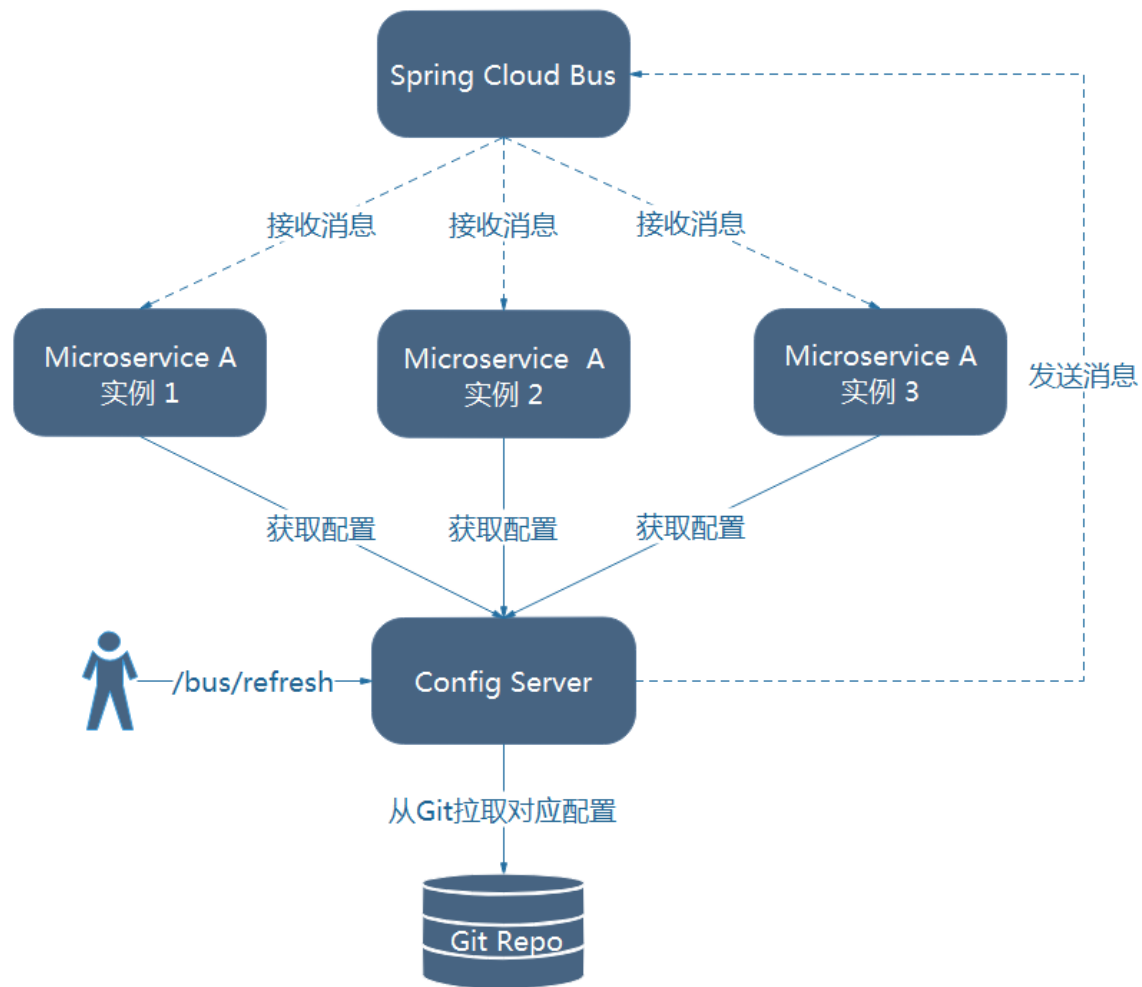 Spring Cloud Bus
接收消息
接收消息
接收消息
Microservice A
实例 1
Microservice A
实例 2
Microservice A
实例 3
发送消息
获取配置
获取配置
获取配置
/bus/refresh
Config Server
从Git拉取对应配置
Git Repo